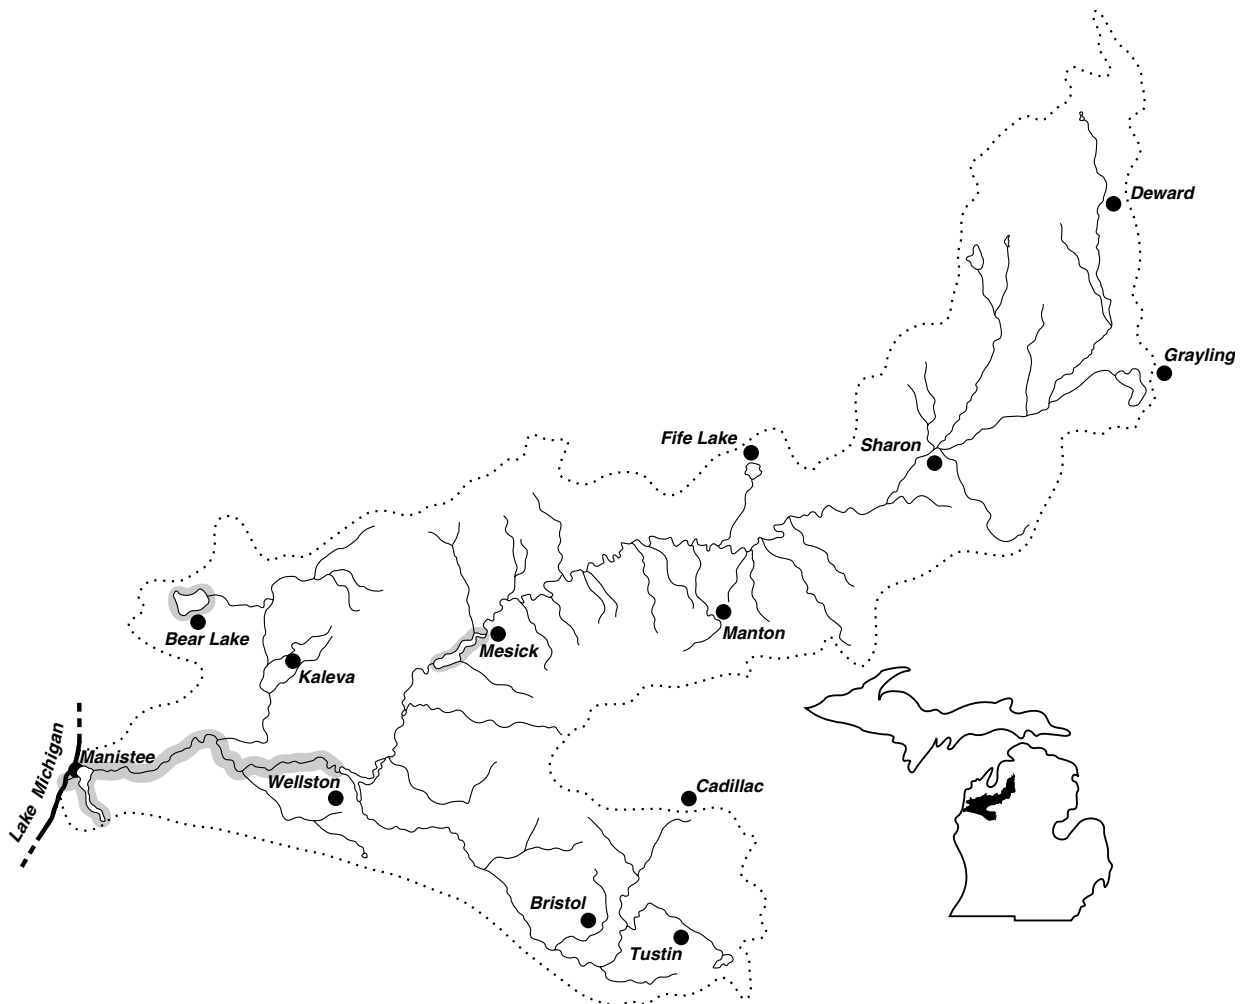 Deward
Grayling
Fife Lake
Sharon
Bear Lake
Mesick
Manton
Kaleva
Lake Michigan
Manistee
Wellston
Cadillac
Bristol
Tustin